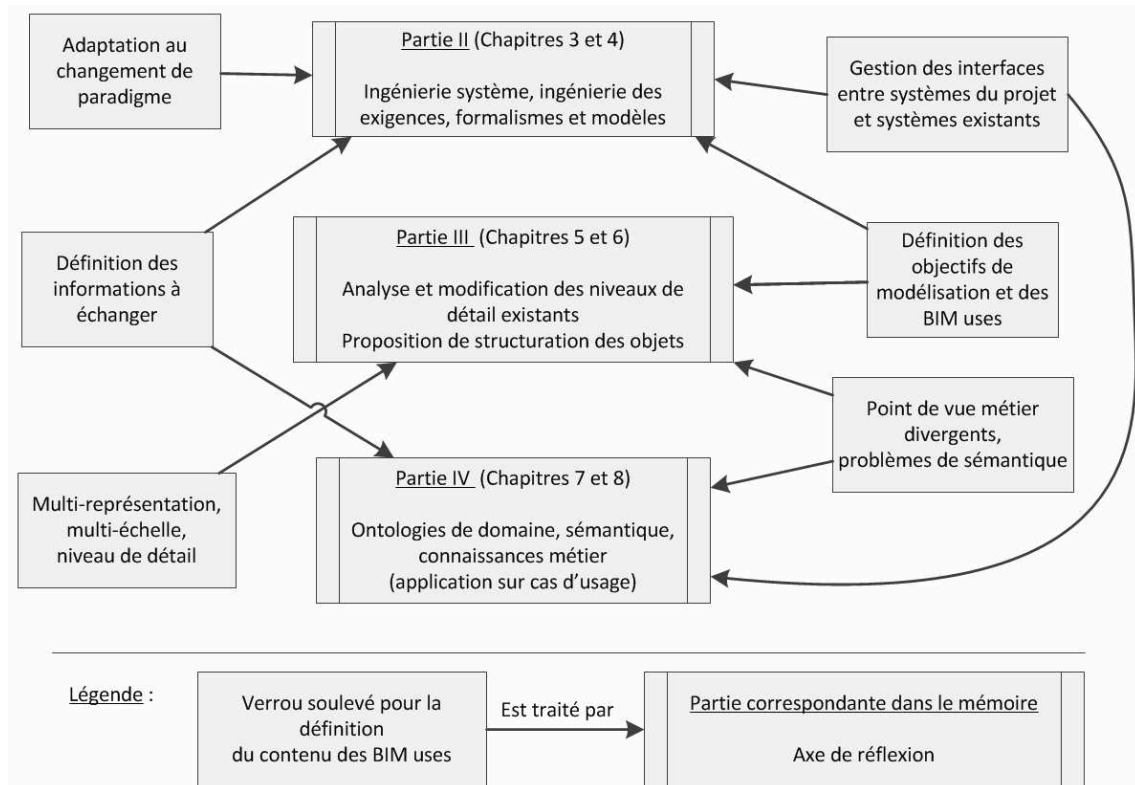 Adaptation au
changement de
paradigme
Partie II (Chapitres 3 et 4)
Ingénierie système, ingénierie des
exigences, formalismes et modèles
Gestion des interfaces
entre systèmes du projet
et systèmes existants
Définition des
informations à
échanger
Partie III (Chapitres 5 et 6)
Analyse et modification des niveaux de
détail existants
Proposition de structuration des objets
Définition des
objectifs de
modélisation et des
BIM uses
Multi-représentation,
multi-échelle,
niveau de détail
Partie IV (Chapitres 7 et 8)
Ontologies de domaine, sémantique,
connaissances métier
(application sur cas d'usage)
Point de vue métier
divergents,
problèmes de sémantique
Légende :
Verrou soulevé pour la
définition
du contenu des BIM uses
Est traité par
Partie correspondante dans le mémoire
Axe de réflexion